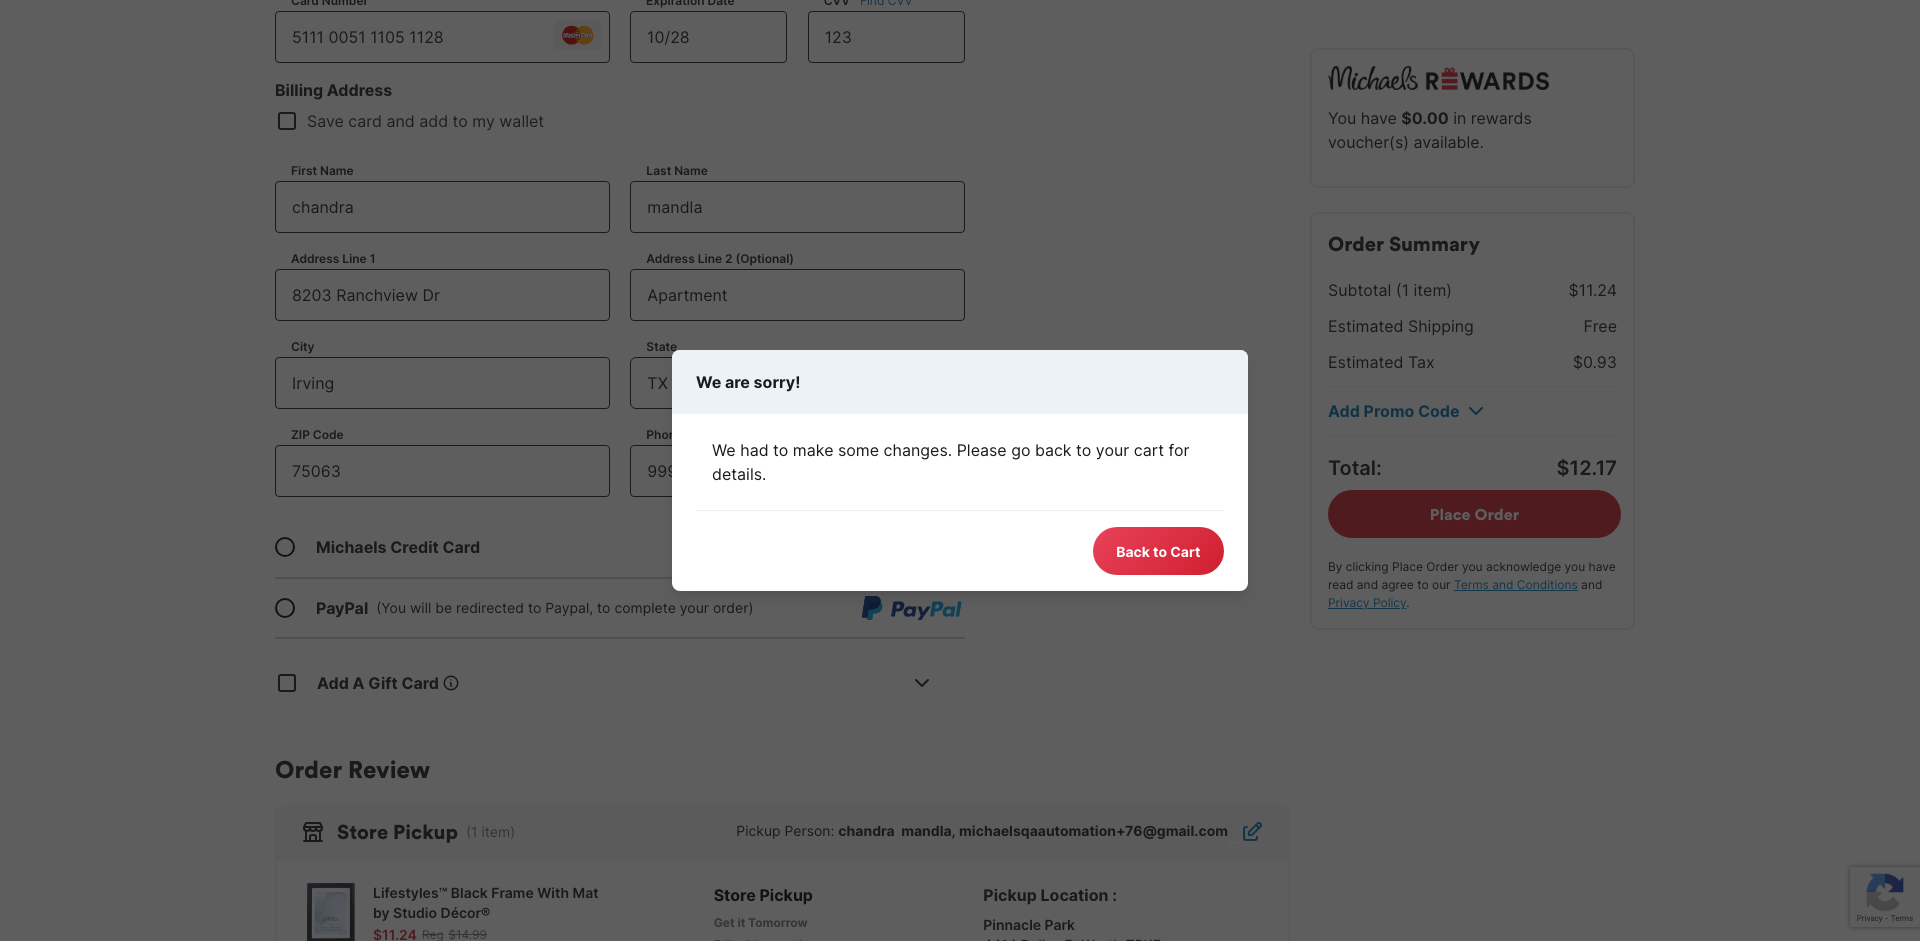 Card Number
Expiration Date
CVV Find CVV
5111 0051 1105 1128
MasterCard
10/28
123
Billing Address
Save card and add to my wallet
First Name
Last Name
chandra
mandla
Address Line 1
Address Line 2 (Optional)
8203 Ranchview Dr
Apartment
City
State
Irving
TX
ZIP Code
Phon
75063
999
Michaels Credit Card
PayPal (You will be redirected to Paypal, to complete your order)
PayPal
Add A Gift Card
Michaels REWARDS
You have $0.00 in rewards
voucher(s) available.
Order Summary
Subtotal (1 item) $11.24
Estimated Shipping Free
Estimated Tax $0.93
Add Promo Code
Total: $12.17
Place Order
By clicking Place Order you acknowledge you have
read and agree to our Terms and Conditions and
Privacy Policy.
We are sorry!
We had to make some changes. Please go back to your cart for
details.
Back to Cart
Order Review
Store Pickup (1 item)
Pickup Person: chandra mandla, michaelsqaautomation+76@gmail.com
Lifestyles™ Black Frame With Mat
by Studio Décor®
$11.24 Reg $14.99
Store Pickup
Get it Tomorrow
Pickup Location :
Pinnacle Park
Privacy - Terms